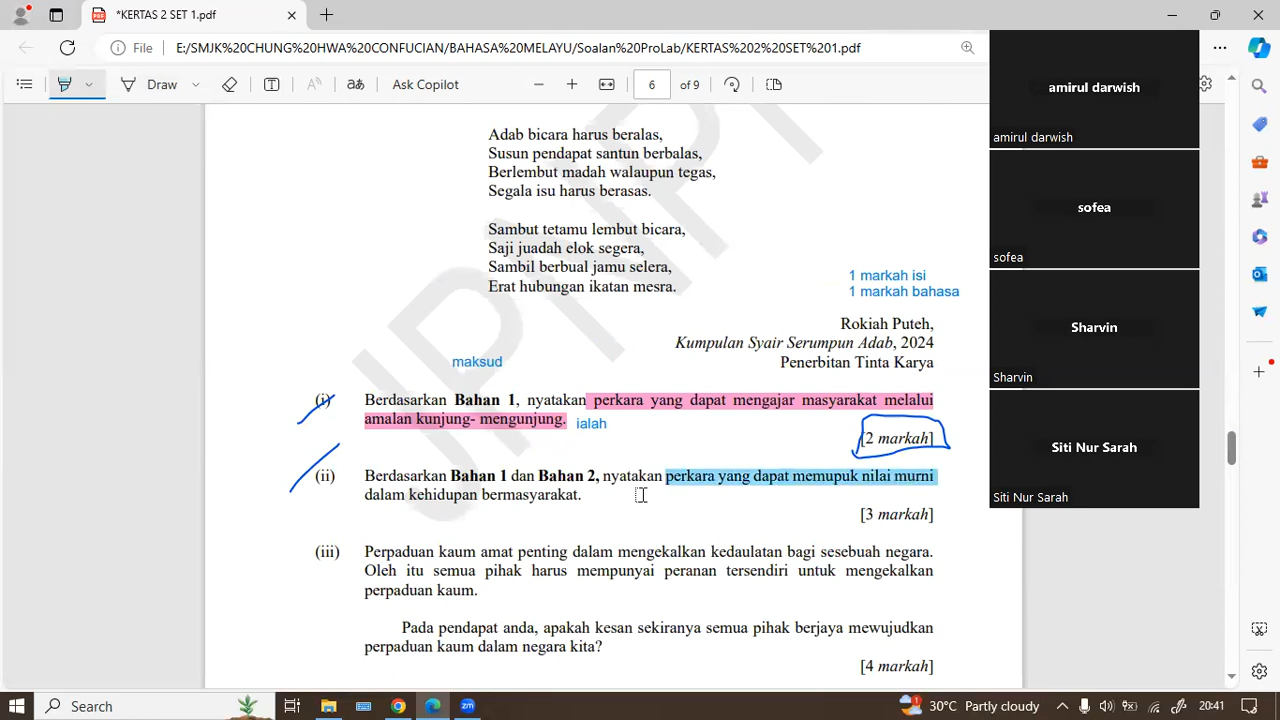 *KERTAS 2 SET 1.pdf
File
E:/SMJK%20CHUNG%20HWA%20CONFUCIAN/BAHASA%20MELAYU/Soalan%20ProLab/KERTAS%202%20SET%201.pdf
Draw
Ask Copilot
6 of 9
Adab bicara harus beralas,
Susun pendapat santun berbalas,
Berlembut madah walaupun tegas,
Segala isu harus berasas.
Sambut tetamu lembut bicara,
Saji juadah elok segera,
Sambil berbual jamu selera,
Erat hubungan ikatan mesra.
1 markah isi
1 markah bahasa
Rokiah Puteh,
Kumpulan Syair Serumpun Adab, 2024
Penerbitan Tinta Karya
maksud
(i) Berdasarkan Bahan 1, nyatakan perkara yang dapat mengajar masyarakat melalui
amalan kunjung- mengunjung. ialah
[2 markah]
(ii) Berdasarkan Bahan 1 dan Bahan 2, nyatakan perkara yang dapat memupuk nilai murni
dalam kehidupan bermasyarakat.
[3 markah]
(iii) Perpaduan kaum amat penting dalam mengekalkan kedaulatan bagi sesebuah negara.
Oleh itu semua pihak harus mempunyai peranan tersendiri untuk mengekalkan
perpaduan kaum.
Pada pendapat anda, apakah kesan sekiranya semua pihak berjaya mewujudkan
perpaduan kaum dalam negara kita?
[4 markah]
amirul darwish
amirul darwish
sofea
sofea
Sharvin
Sharvin
Siti Nur Sarah
Siti Nur Sarah
Search
30°C Partly cloudy
20:41